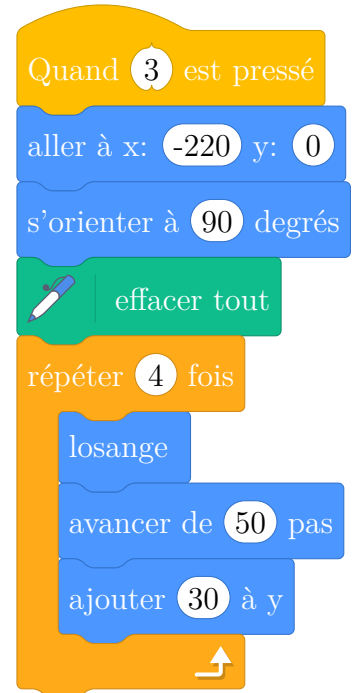 Quand 3 est pressé
aller à x: -220 y: 0
s'orienter à 90 degrés
effacer tout
répéter 4 fois
losange
avancer de 50 pas
ajouter 30 à y